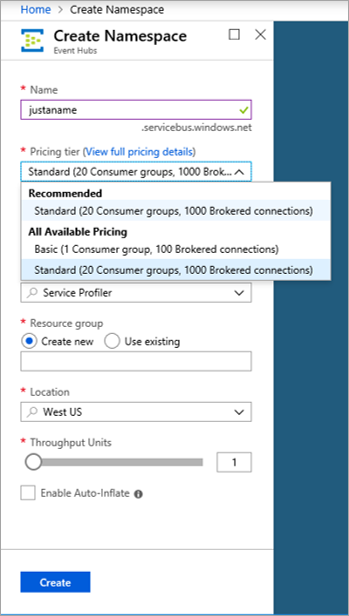 Home > Create Namespace
Create Namespace
Event Hubs
* Name
justaname
.servicebus.windows.net
* Pricing tier (View full pricing details)
Standard (20 Consumer groups, 1000 Brok...
Recommended
Standard (20 Consumer groups, 1000 Brokered connections)
All Available Pricing
Basic (1 Consumer group, 100 Brokered connections)
Standard (20 Consumer groups, 1000 Brokered connections)
Service Profiler
* Resource group
Create new Use existing
* Location
West US
* Throughput Units
1
Enable Auto-Inflate
Create